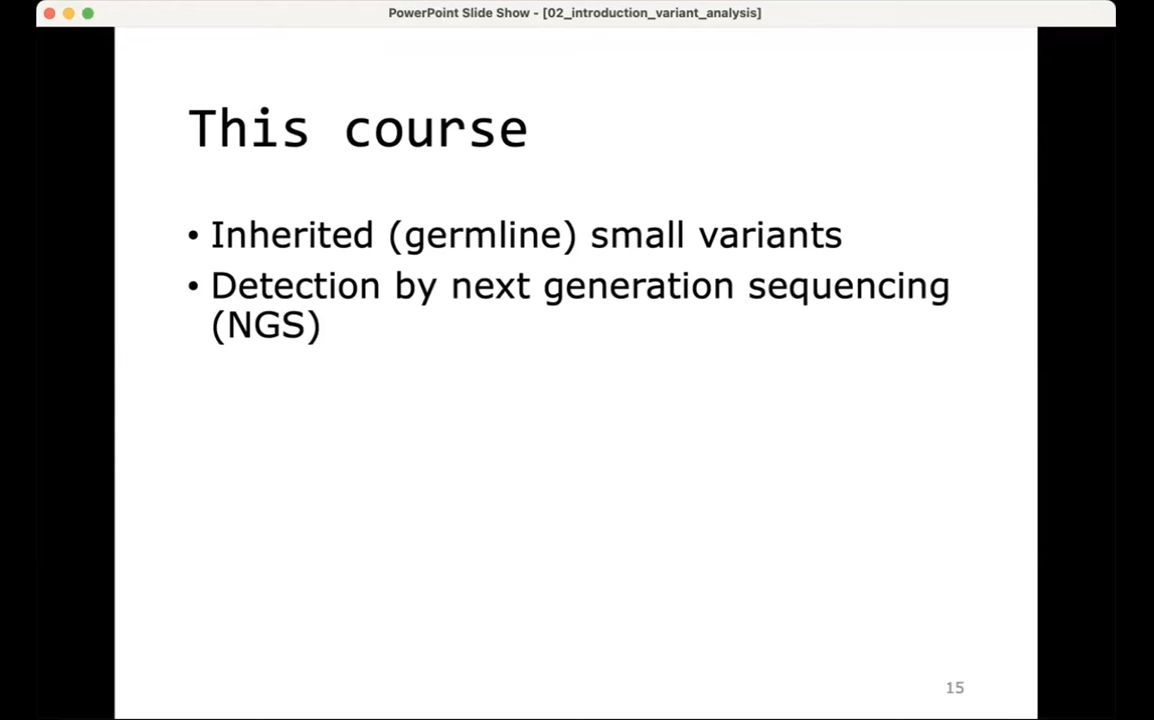 PowerPoint Slide Show - [02_introduction_variant_analysis]
This course
• Inherited (germline) small variants
• Detection by next generation sequencing
(NGS)
15